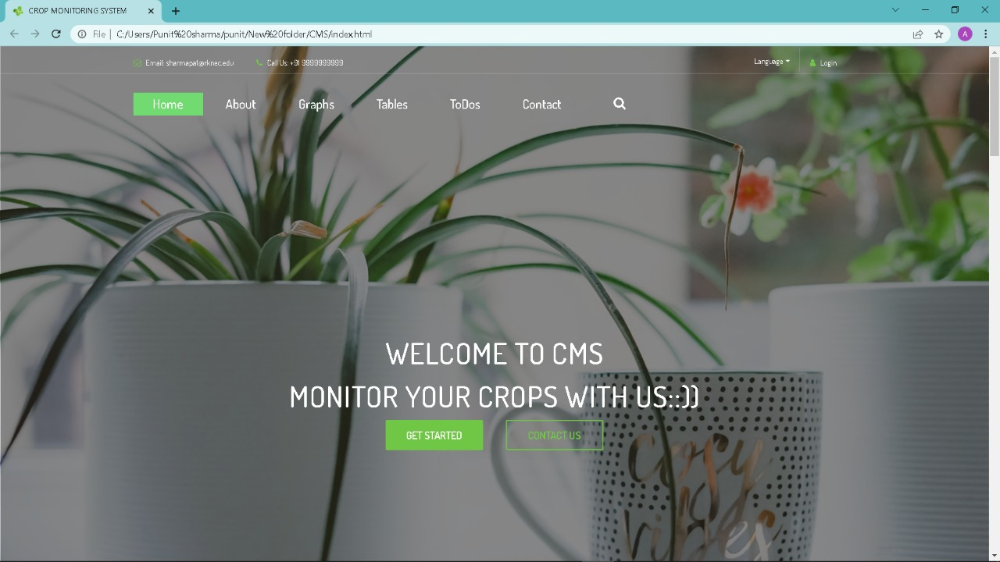 CROP MONITORING SYSTEM
File | C:/Users/Punit%20sharma/punit/New%20folder/CMS/index.html
A
Email: sharmapal@rknec.edu Call Us: +91 9999999999 Language Login
Home About Graphs Tables ToDos Contact
WELCOME TO CMS
MONITOR YOUR CROPS WITH US::))
GET STARTED CONTACT US
cosy
vibes